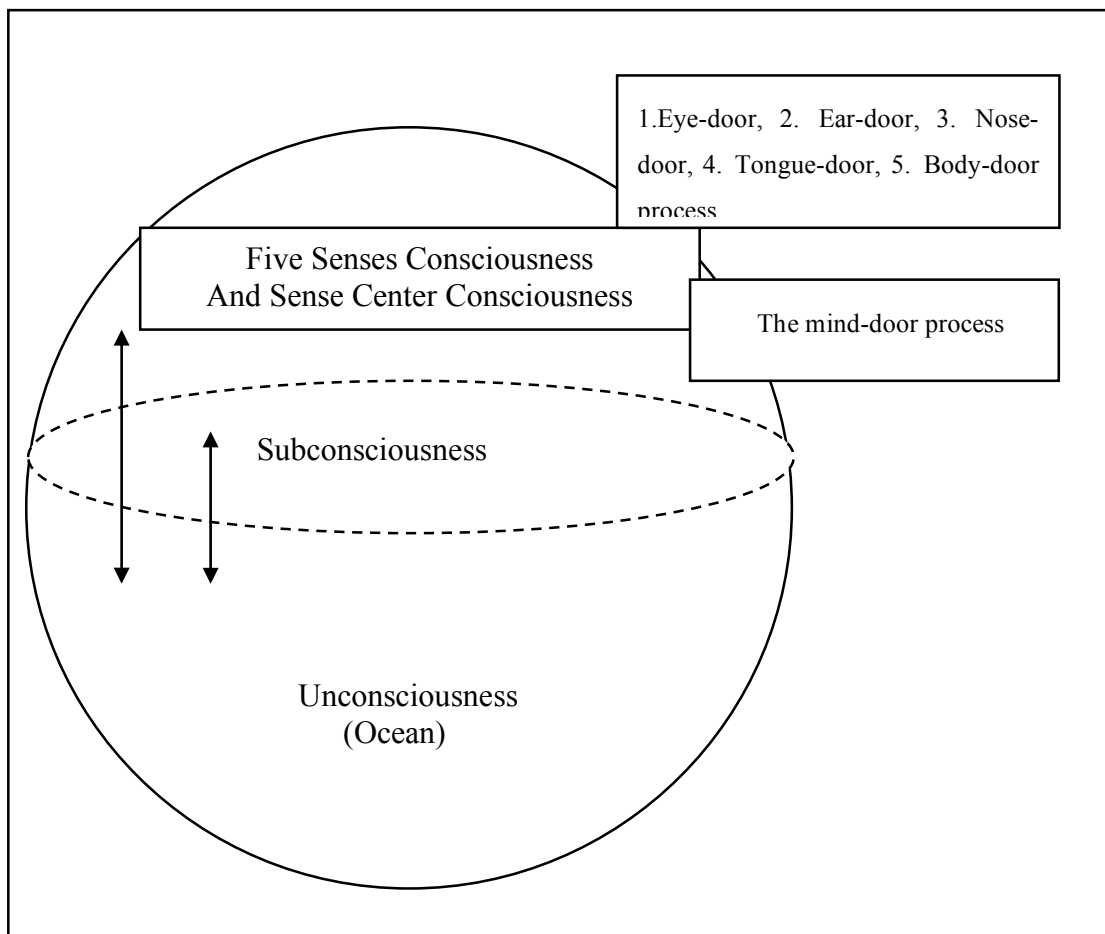 1.Eye-door, 2. Ear-door, 3. Nose-
door, 4. Tongue-door, 5. Body-door
process
Five Senses Consciousness
And Sense Center Consciousness
The mind-door process
Subconsciousness
Unconsciousness
(Ocean)